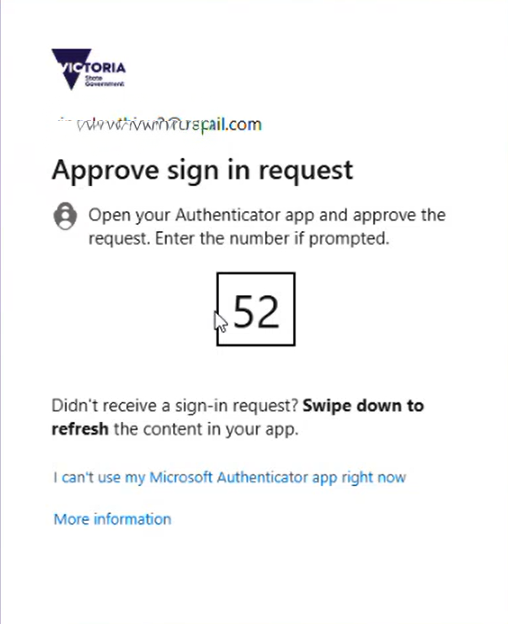 VICTORIA
State
Government
Approve sign in request
Open your Authenticator app and approve the
request. Enter the number if prompted.
52
Didn't receive a sign-in request? Swipe down to
refresh the content in your app.
I can't use my Microsoft Authenticator app right now
More information